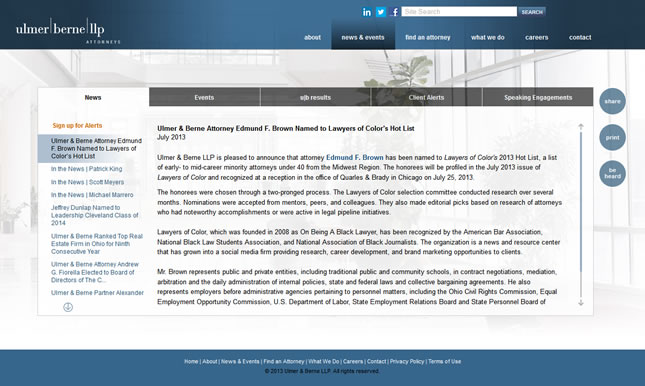 Site Search
SEARCH
ulmer|berne|llp
ATTORNEYS
about
news & events
find an attorney
what we do
careers
contact
News
Events
u|b results
Client Alerts
Speaking Engagements
share
print
be heard
Sign up for Alerts
Ulmer & Berne Attorney Edmund
F. Brown Named to Lawyers of
Color's Hot List
In the News | Patrick King
In the News | Scott Meyers
In the News | Michael Marrero
Jeffrey Dunlap Named to
Leadership Cleveland Class of
2014
Ulmer & Berne Ranked Top Real
Estate Firm in Ohio for Ninth
Consecutive Year
Ulmer & Berne Attorney Andrew
G. Fiorella Elected to Board of
Directors of The C...
Ulmer & Berne Partner Alexander
Ulmer & Berne Attorney Edmund F. Brown Named to Lawyers of Color's Hot List
July 2013
Ulmer & Berne LLP is pleased to announce that attorney Edmund F. Brown has been named to Lawyers of Color's 2013 Hot List, a list
of early- to mid-career minority attorneys under 40 from the Midwest Region. The honorees will be profiled in the July 2013 issue of
Lawyers of Color and recognized at a reception in the office of Quarles & Brady in Chicago on July 25, 2013.
The honorees were chosen through a two-pronged process. The Lawyers of Color selection committee conducted research over several
months. Nominations were accepted from mentors, peers, and colleagues. They also made editorial picks based on research of attorneys
who had noteworthy accomplishments or were active in legal pipeline initiatives.
Lawyers of Color, which was founded in 2008 as On Being A Black Lawyer, has been recognized by the American Bar Association,
National Black Law Students Association, and National Association of Black Journalists. The organization is a news and resource center
that has grown into a social media firm providing research, career development, and brand marketing opportunities to clients.
Mr. Brown represents public and private entities, including traditional public and community schools, in contract negotiations, mediation,
arbitration and the daily administration of internal policies, state and federal laws and collective bargaining agreements. He also
represents employers before administrative agencies pertaining to personnel matters, including the Ohio Civil Rights Commission, Equal
Employment Opportunity Commission, U.S. Department of Labor, State Employment Relations Board and State Personnel Board of
Home | About | News & Events | Find an Attorney | What We Do | Careers | Contact | Privacy Policy | Terms of Use
© 2013 Ulmer & Berne LLP. All rights reserved.